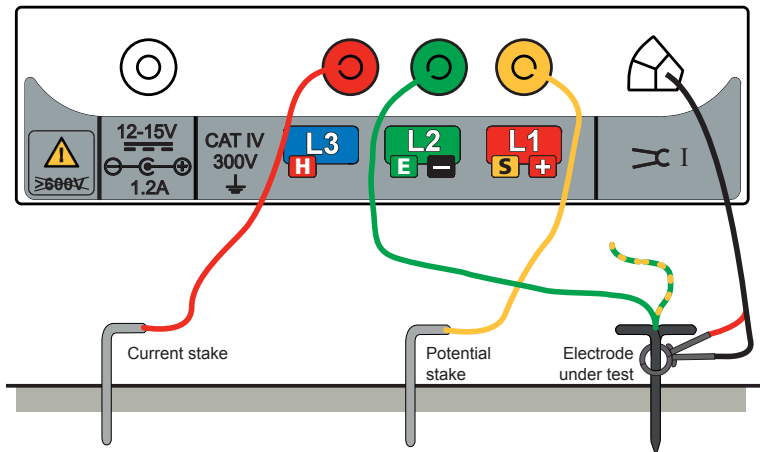 12-15V
1.2A
>600V
CAT IV
300V
L3
H
L2
E −
L1
S +
I
Current stake
Potential
stake
Electrode
under test